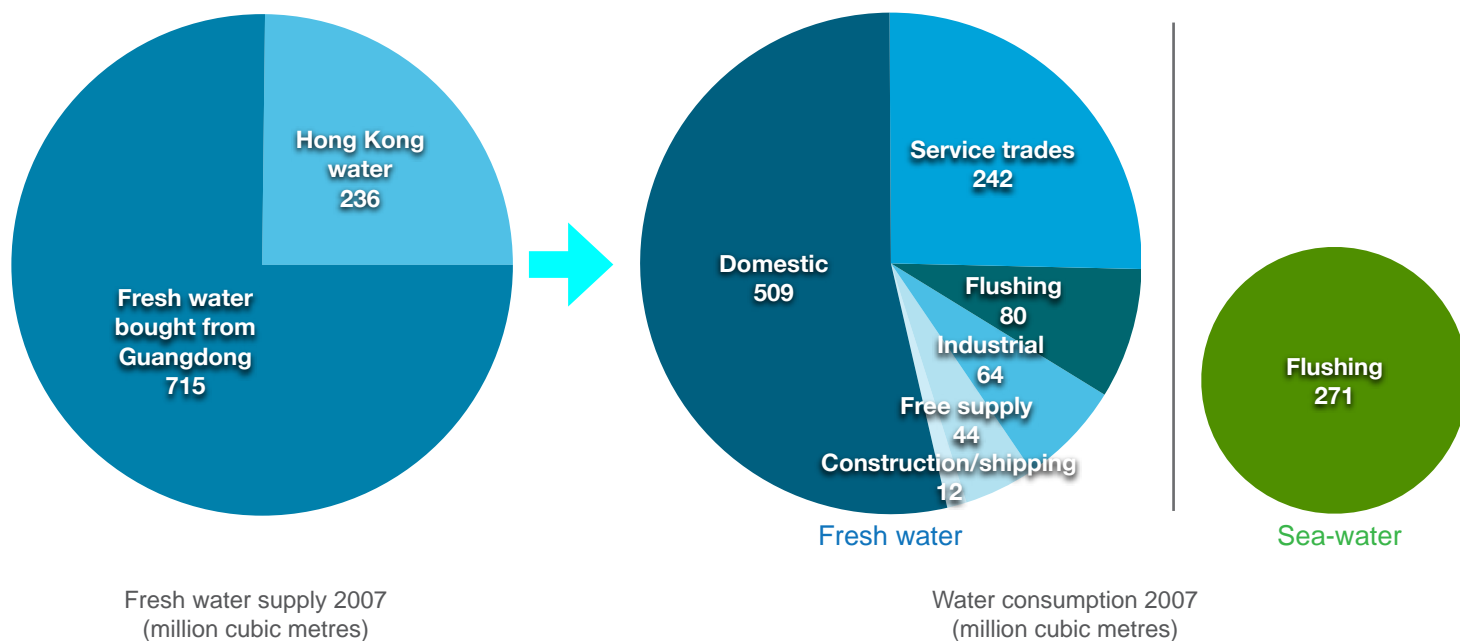 Hong Kong
water
236
Fresh water
bought from
Guangdong
715
Service trades
242
Domestic
509
Flushing
80
Industrial
64
Free supply
44
Construction/shipping
12
Flushing
271
Fresh water
Sea-water
Fresh water supply 2007
(million cubic metres)
Water consumption 2007
(million cubic metres)